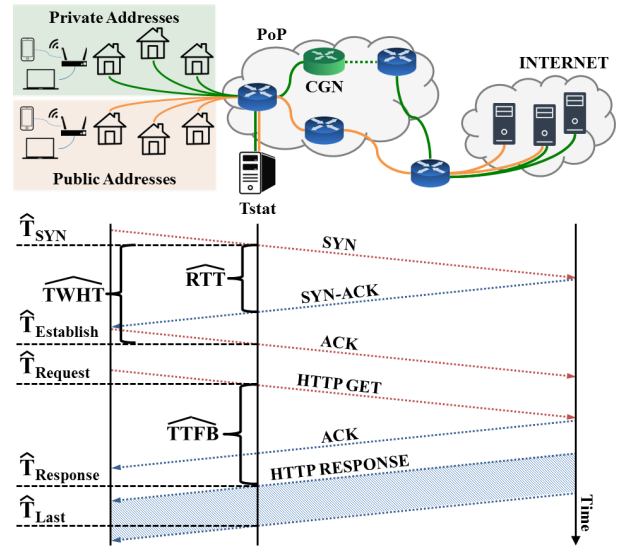 Private Addresses
PoP
CGN
INTERNET
Public Addresses
Tstat
T̂SYN
SYN
RTT
TWHT
SYN-ACK
T̂Establish
ACK
T̂Request
HTTP GET
TTFB
ACK
HTTP RESPONSE
T̂Response
T̂Last
Time